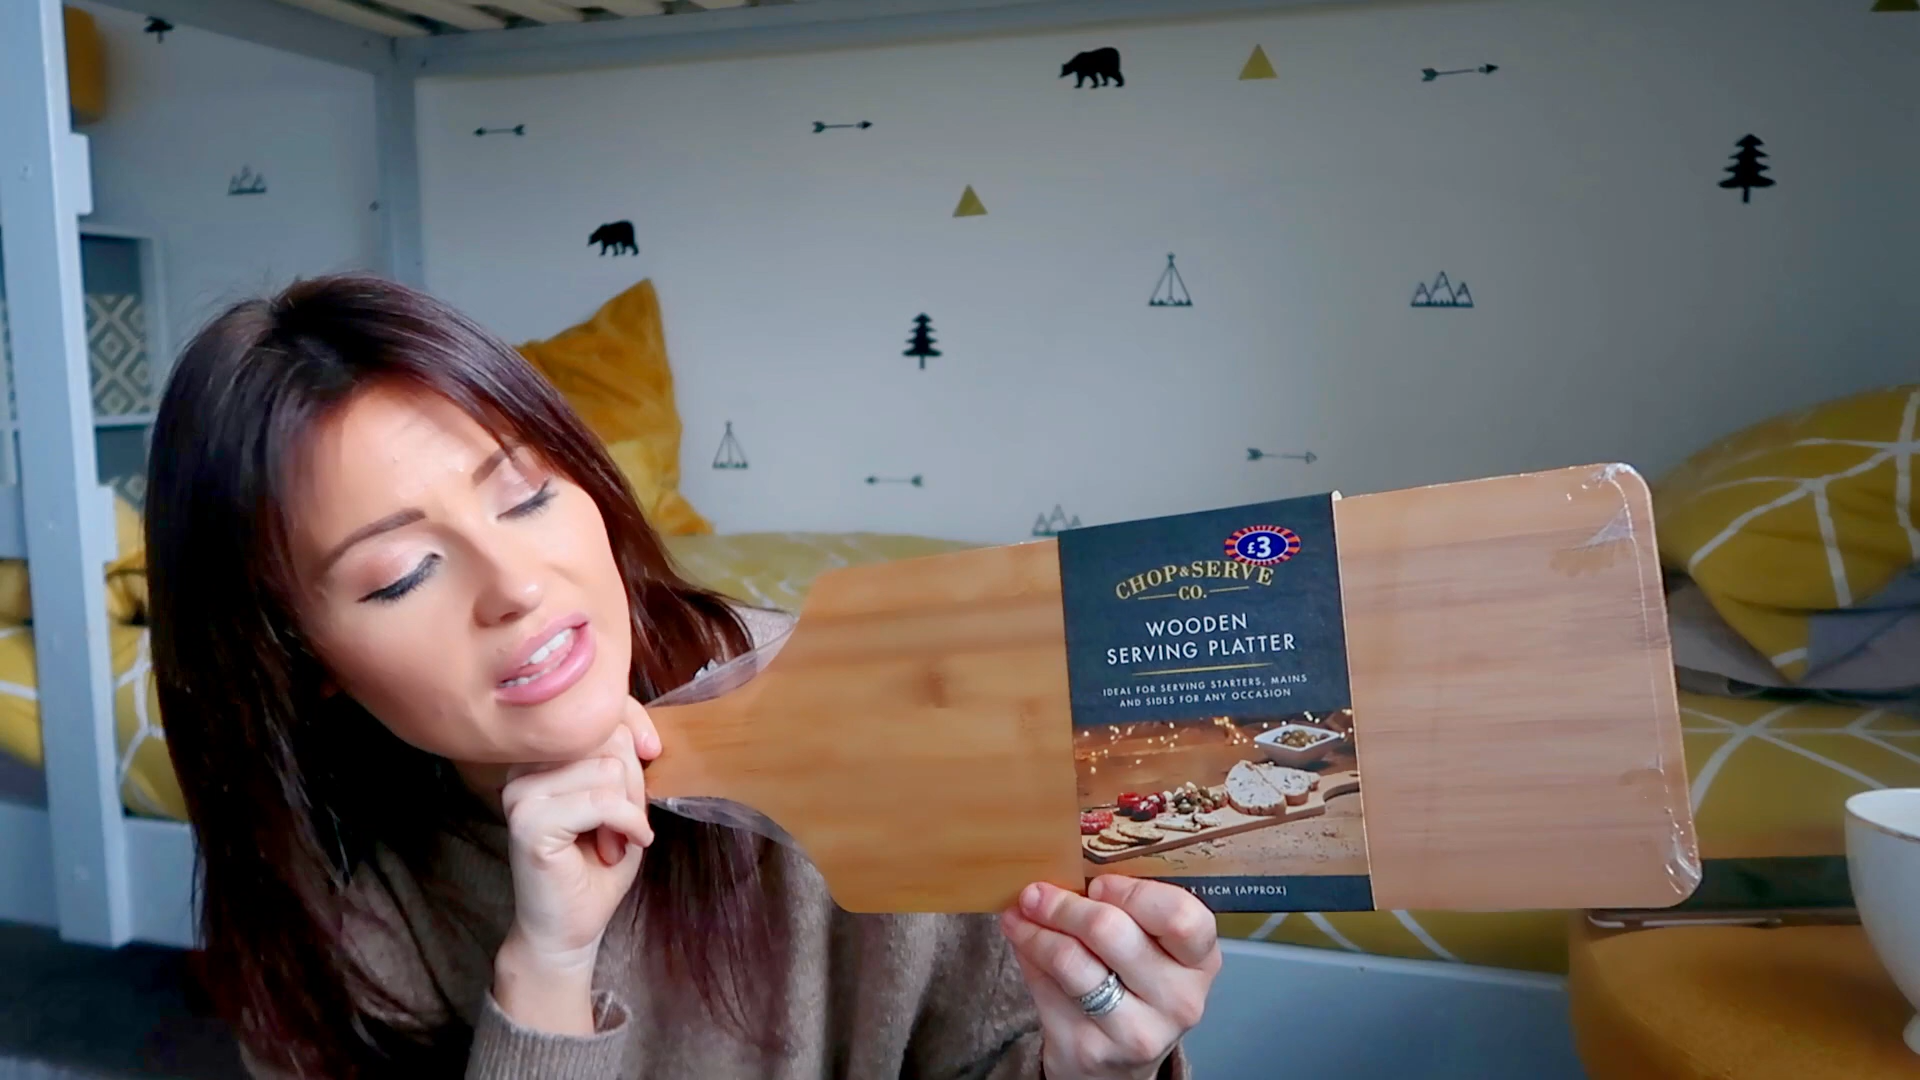 £3
CHOP & SERVE
CO.
WOODEN
SERVING PLATTER
IDEAL FOR SERVING STARTERS, MAINS
AND SIDES FOR ANY OCCASION
X 16CM (APPROX)